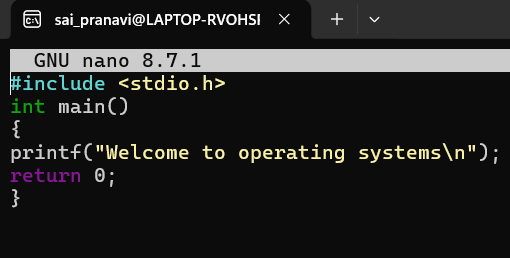 sai_pranavi@LAPTOP-RVOHSI
GNU nano 8.7.1
#include <stdio.h>
int main()
{
printf("Welcome to operating systems\n");
return 0;
}